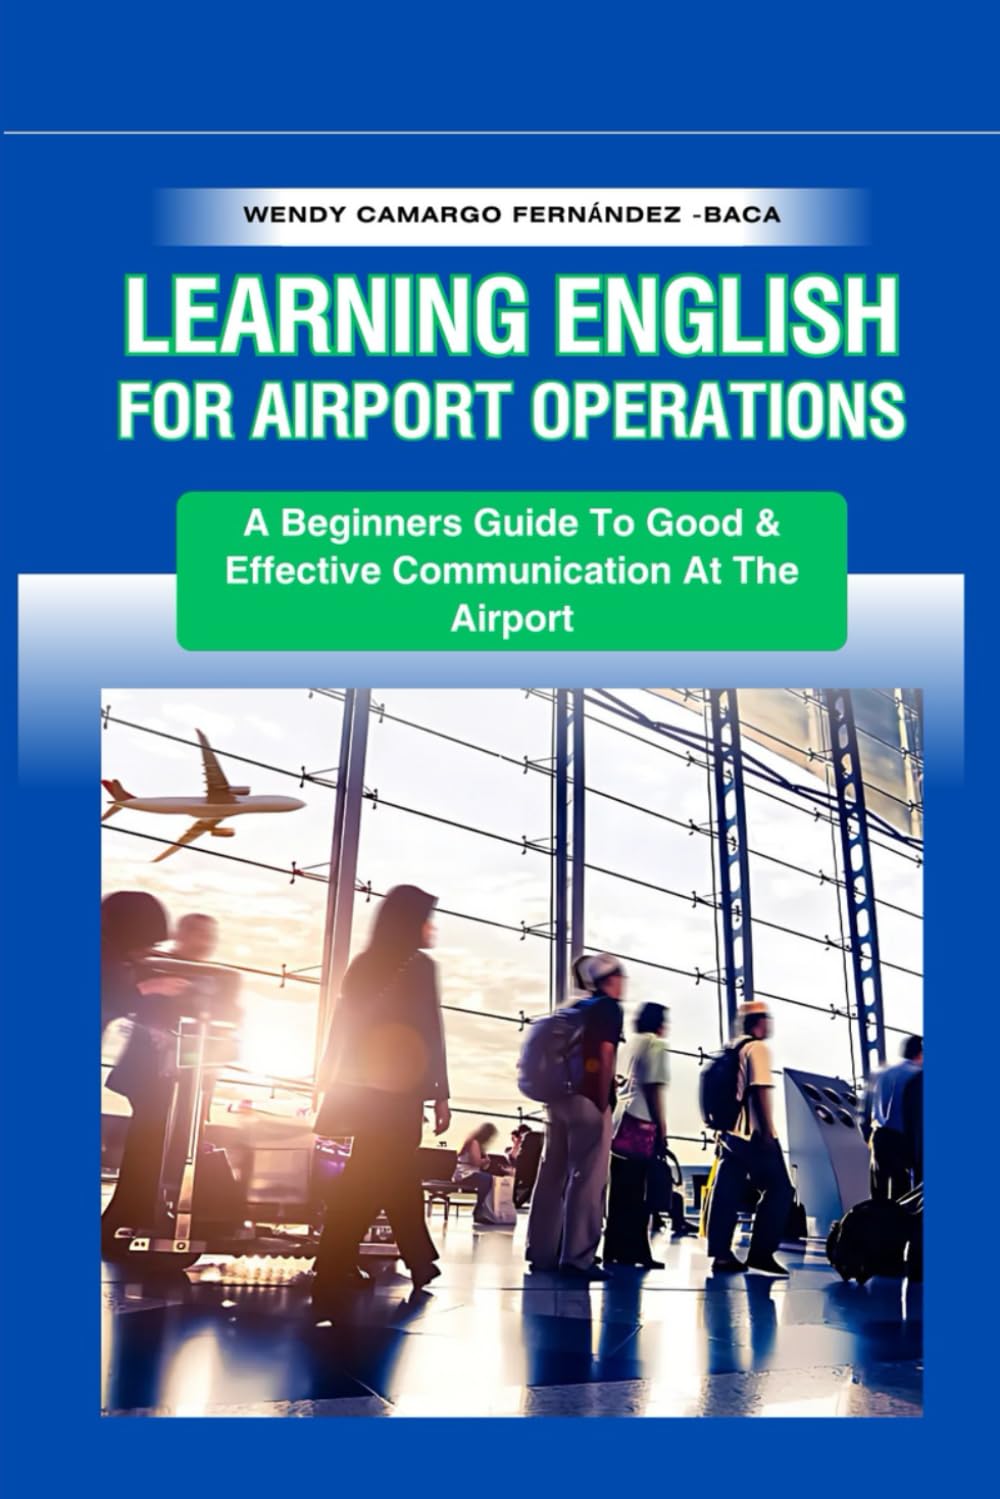 WENDY CAMARGO FERNÁNDEZ -BACA
LEARNING ENGLISH
FOR AIRPORT OPERATIONS
A Beginners Guide To Good &
Effective Communication At The
Airport